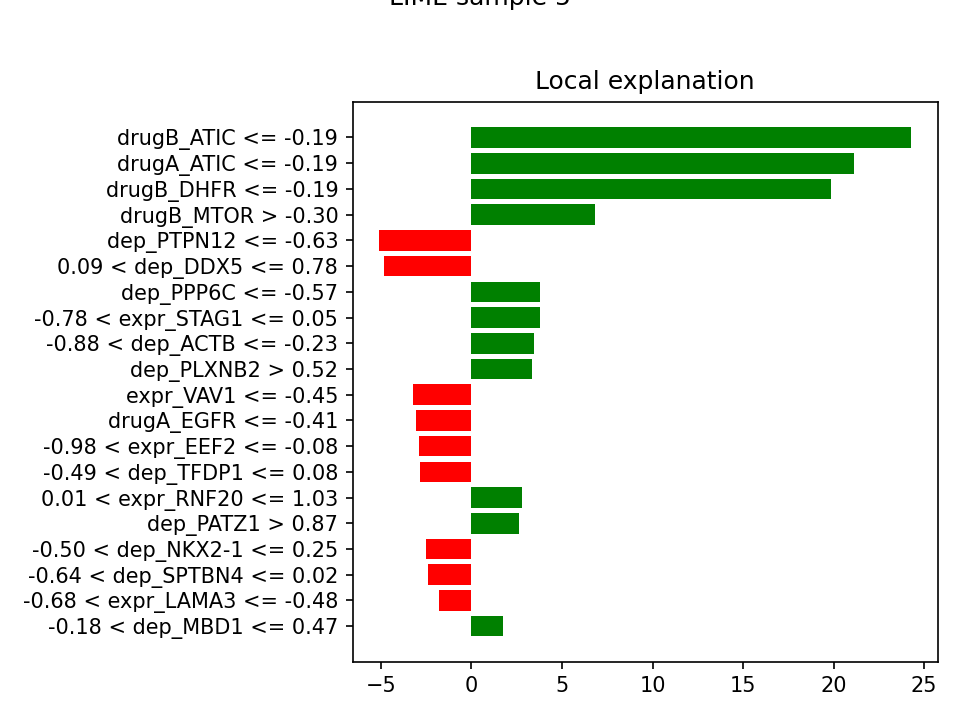 Local explanation
drugB_ATIC <= -0.19
drugA_ATIC <= -0.19
drugB_DHFR <= -0.19
drugB_MTOR > -0.30
dep_PTPN12 <= -0.63
0.09 < dep_DDX5 <= 0.78
dep_PPP6C <= -0.57
-0.78 < expr_STAG1 <= 0.05
-0.88 < dep_ACTB <= -0.23
dep_PLXNB2 > 0.52
expr_VAV1 <= -0.45
drugA_EGFR <= -0.41
-0.98 < expr_EEF2 <= -0.08
-0.49 < dep_TFDP1 <= 0.08
0.01 < expr_RNF20 <= 1.03
dep_PATZ1 > 0.87
-0.50 < dep_NKX2-1 <= 0.25
-0.64 < dep_SPTBN4 <= 0.02
-0.68 < expr_LAMA3 <= -0.48
-0.18 < dep_MBD1 <= 0.47
−5 0 5 10 15 20 25